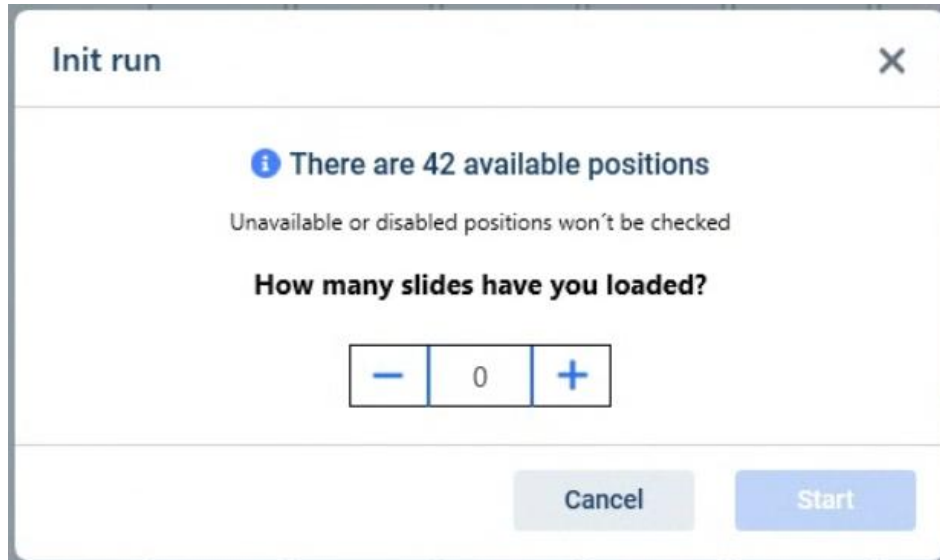 Init run
There are 42 available positions
Unavailable or disabled positions won´t be checked
How many slides have you loaded?
0
Cancel
Start